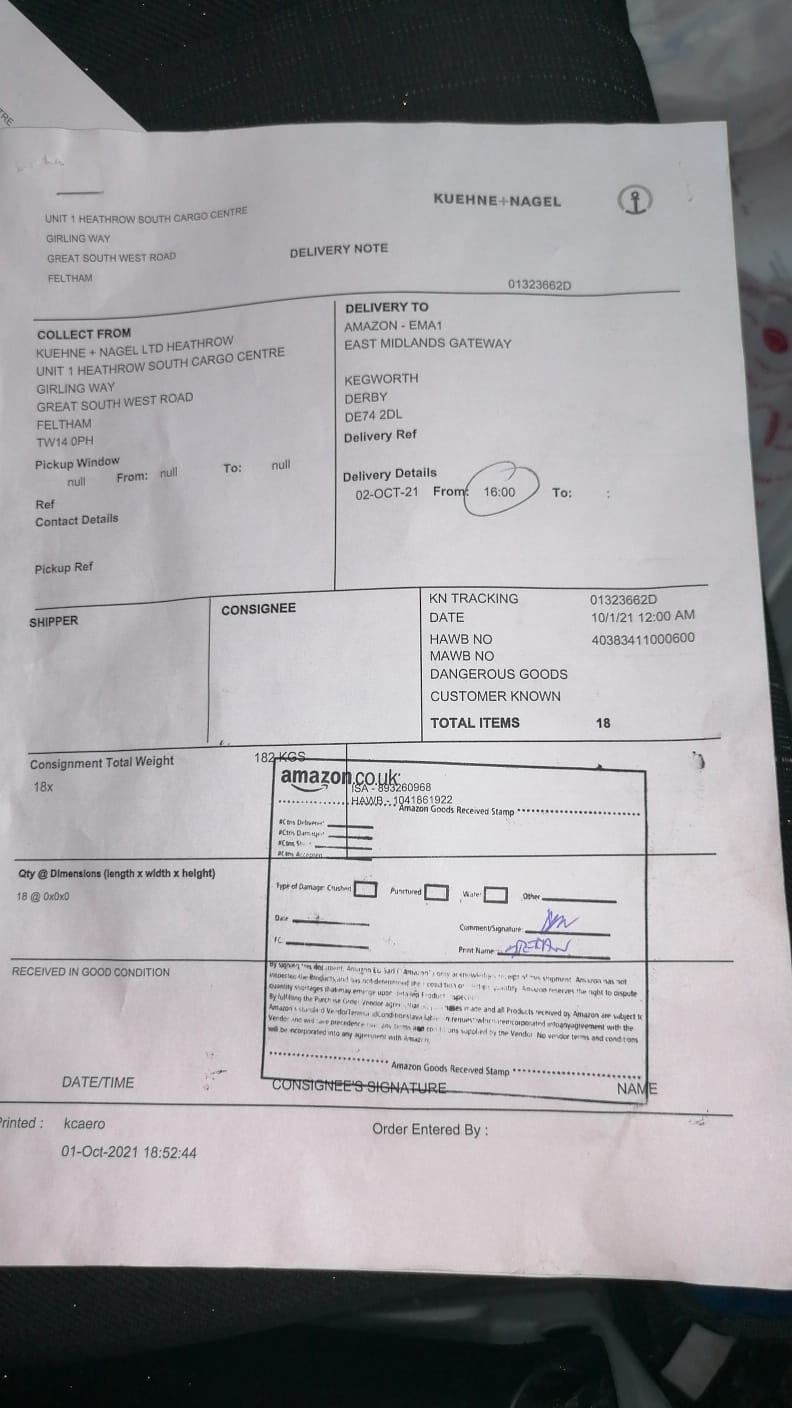 KUEHNE+NAGEL
UNIT 1 HEATHROW SOUTH CARGO CENTRE
GIRLING WAY
GREAT SOUTH WEST ROAD
FELTHAM
DELIVERY NOTE
01323662D
COLLECT FROM
KUEHNE + NAGEL LTD HEATHROW
UNIT 1 HEATHROW SOUTH CARGO CENTRE
GIRLING WAY
GREAT SOUTH WEST ROAD
FELTHAM
TW14 0PH
Pickup Window
null From: null To: null
Ref
Contact Details
Pickup Ref
DELIVERY TO
AMAZON - EMA1
EAST MIDLANDS GATEWAY
KEGWORTH
DERBY
DE74 2DL
Delivery Ref
Delivery Details
02-OCT-21 From: 16:00 To: :
SHIPPER
CONSIGNEE
KN TRACKING 01323662D
DATE 10/1/21 12:00 AM
HAWB NO 40383411000600
MAWB NO
DANGEROUS GOODS
CUSTOMER KNOWN
TOTAL ITEMS 18
Consignment Total Weight 182 KGS
18x
amazon.co.uk
ISA - 893260968
HAWB - 1041861922
Amazon Goods Received Stamp
#Ctns Delivered
#Ctns Damaged
#Ctns
#Ctns Accepted
Qty @ Dimensions (length x width x height)
18 @ 0x0x0
Type of Damage: Crushed Punctured Water Other
Date
Comment/Signature:
FC:
Print Name
RECEIVED IN GOOD CONDITION
By signing this document, Amazon EU Sarl ("Amazon") only acknowledges receipt of this shipment. Amazon has not
inspected the Products and has not determined the condition or quantity. Amazon reserves the right to dispute
quantity shortages that may emerge upon Product
By fulfilling the Purchase Order Vendor agrees made and all Products received by Amazon are subject to
Amazon's standard Vendor Terms and Conditions incorporated into any agreement with the
Vendor and will have precedence over any terms and conditions supplied by the Vendor. No vendor terms and conditions
will be incorporated into any agreement with Amazon.
Amazon Goods Received Stamp
DATE/TIME
CONSIGNEE'S SIGNATURE
NAME
Printed : kcaero
01-Oct-2021 18:52:44
Order Entered By :